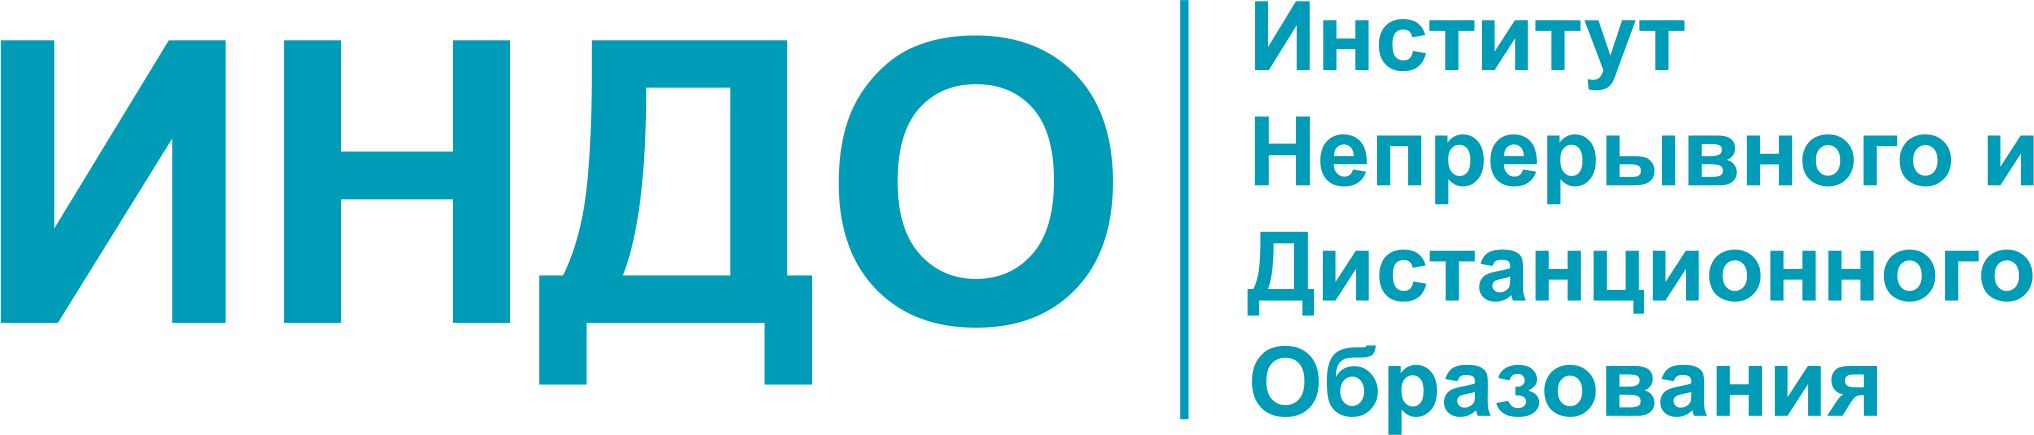 ИНДО
Институт
Непрерывного и
Дистанционного
Образования